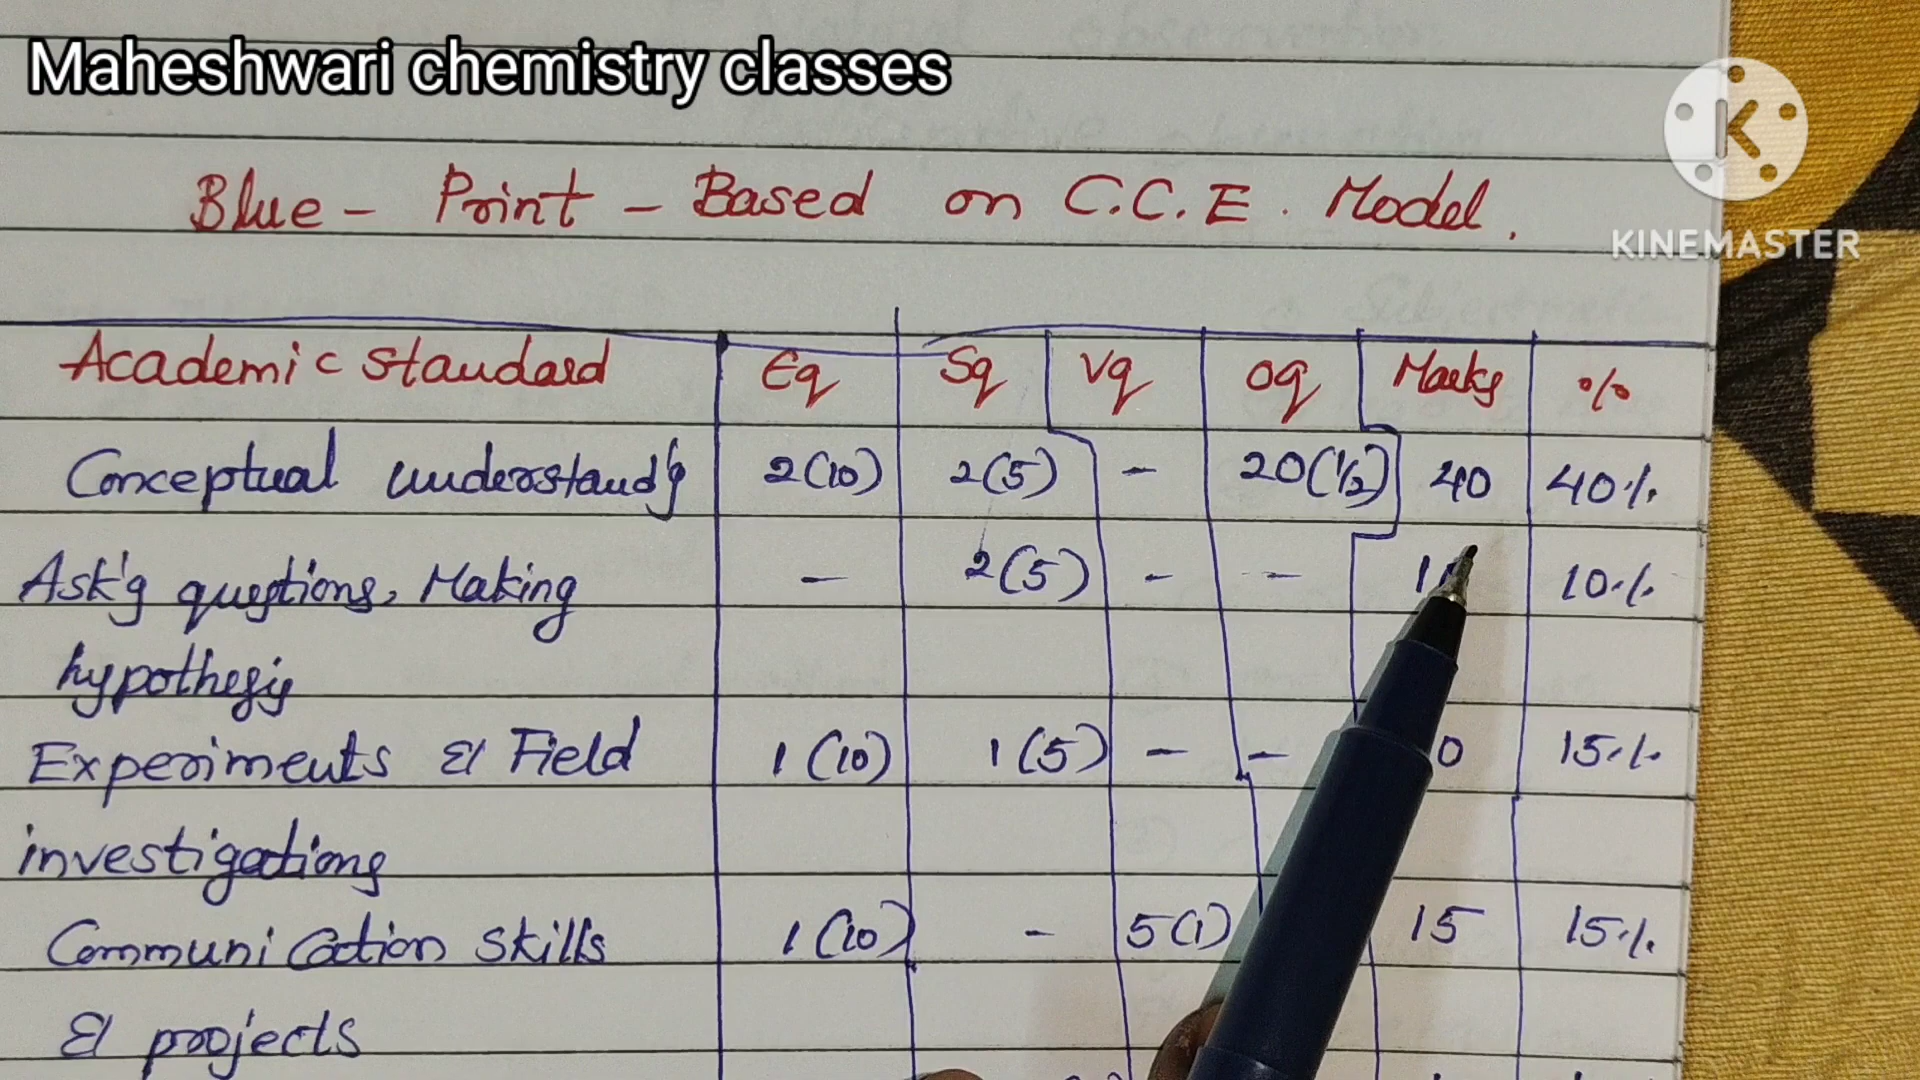 Maheshwari chemistry classes
KINEMASTER
Blue - Print - Based on C.C.E. Model.
Academic standard Eq Sq Vq Oq Marks %
Conceptual understand'g 2(10) 2(5) - 20(½) 40 40%
Ask'g questions, Making - 2(5) - - 10%
hypothesis
Experiments & Field 1(10) 1(5) - - 15%
investigations
Communication skills 1(10) - 5(1) 15 15%
& projects